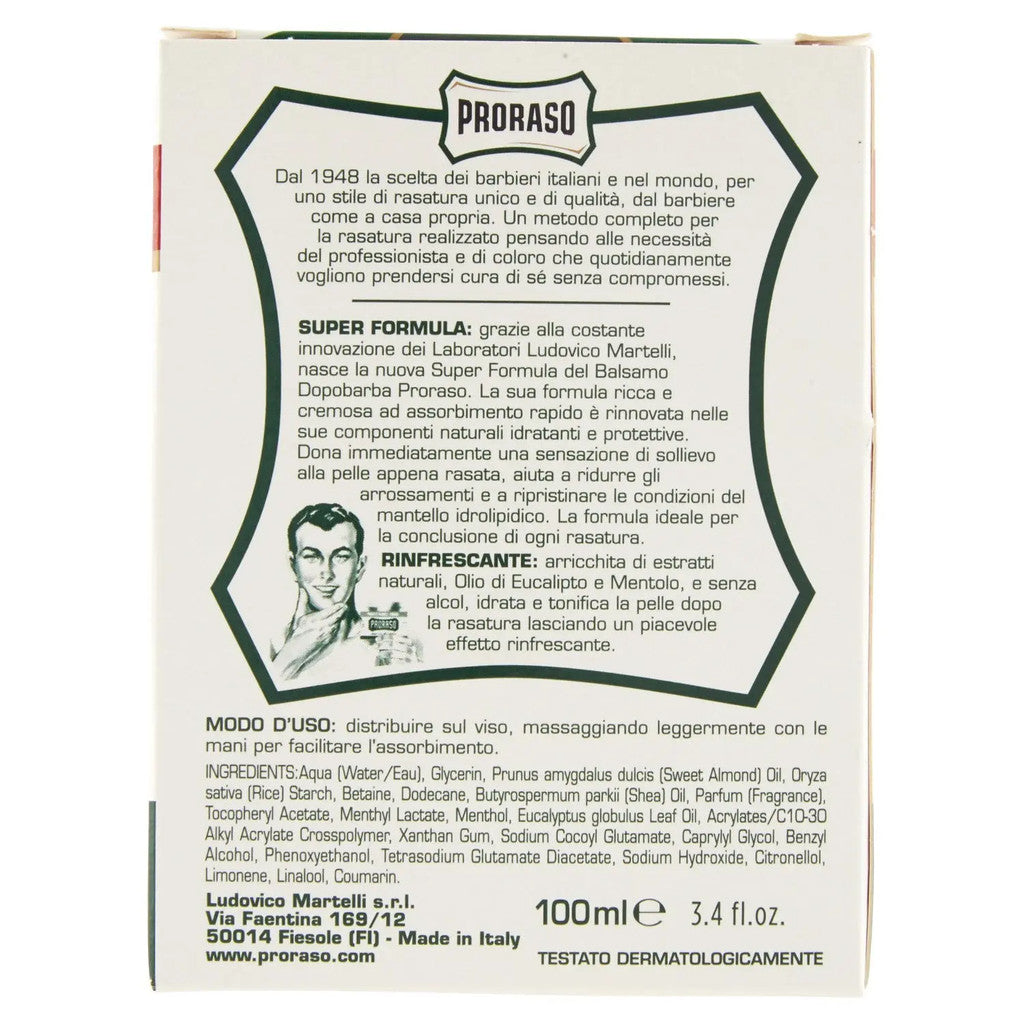 PRORASO
Dal 1948 la scelta dei barbieri italiani e nel mondo, per
uno stile di rasatura unico e di qualità, dal barbiere
come a casa propria. Un metodo completo per
la rasatura realizzato pensando alle necessità
del professionista e di coloro che quotidianamente
vogliono prendersi cura di sé senza compromessi.
SUPER FORMULA: grazie alla costante
innovazione dei Laboratori Ludovico Martelli,
nasce la nuova Super Formula del Balsamo
Dopobarba Proraso. La sua formula ricca e
cremosa ad assorbimento rapido è rinnovata nelle
sue componenti naturali idratanti e protettive.
Dona immediatamente una sensazione di sollievo
alla pelle appena rasata, aiuta a ridurre gli
arrossamenti e a ripristinare le condizioni del
mantello idrolipidico. La formula ideale per
la conclusione di ogni rasatura.
RINFRESCANTE: arricchita di estratti
naturali, Olio di Eucalipto e Mentolo, e senza
alcol, idrata e tonifica la pelle dopo
la rasatura lasciando un piacevole
effetto rinfrescante.
PRORASO
MODO D'USO: distribuire sul viso, massaggiando leggermente con le
mani per facilitare l'assorbimento.
INGREDIENTS:Aqua (Water/Eau), Glycerin, Prunus amygdalus dulcis (Sweet Almond) Oil, Oryza
sativa (Rice) Starch, Betaine, Dodecane, Butyrospermum parkii (Shea) Oil, Parfum (Fragrance),
Tocopheryl Acetate, Menthyl Lactate, Menthol, Eucalyptus globulus Leaf Oil, Acrylates/C10-30
Alkyl Acrylate Crosspolymer, Xanthan Gum, Sodium Cocoyl Glutamate, Caprylyl Glycol, Benzyl
Alcohol, Phenoxyethanol, Tetrasodium Glutamate Diacetate, Sodium Hydroxide, Citronellol,
Limonene, Linalool, Coumarin.
Ludovico Martelli s.r.l.
Via Faentina 169/12
50014 Fiesole (FI) - Made in Italy
www.proraso.com
100ml℮ 3.4 fl.oz.
TESTATO DERMATOLOGICAMENTE